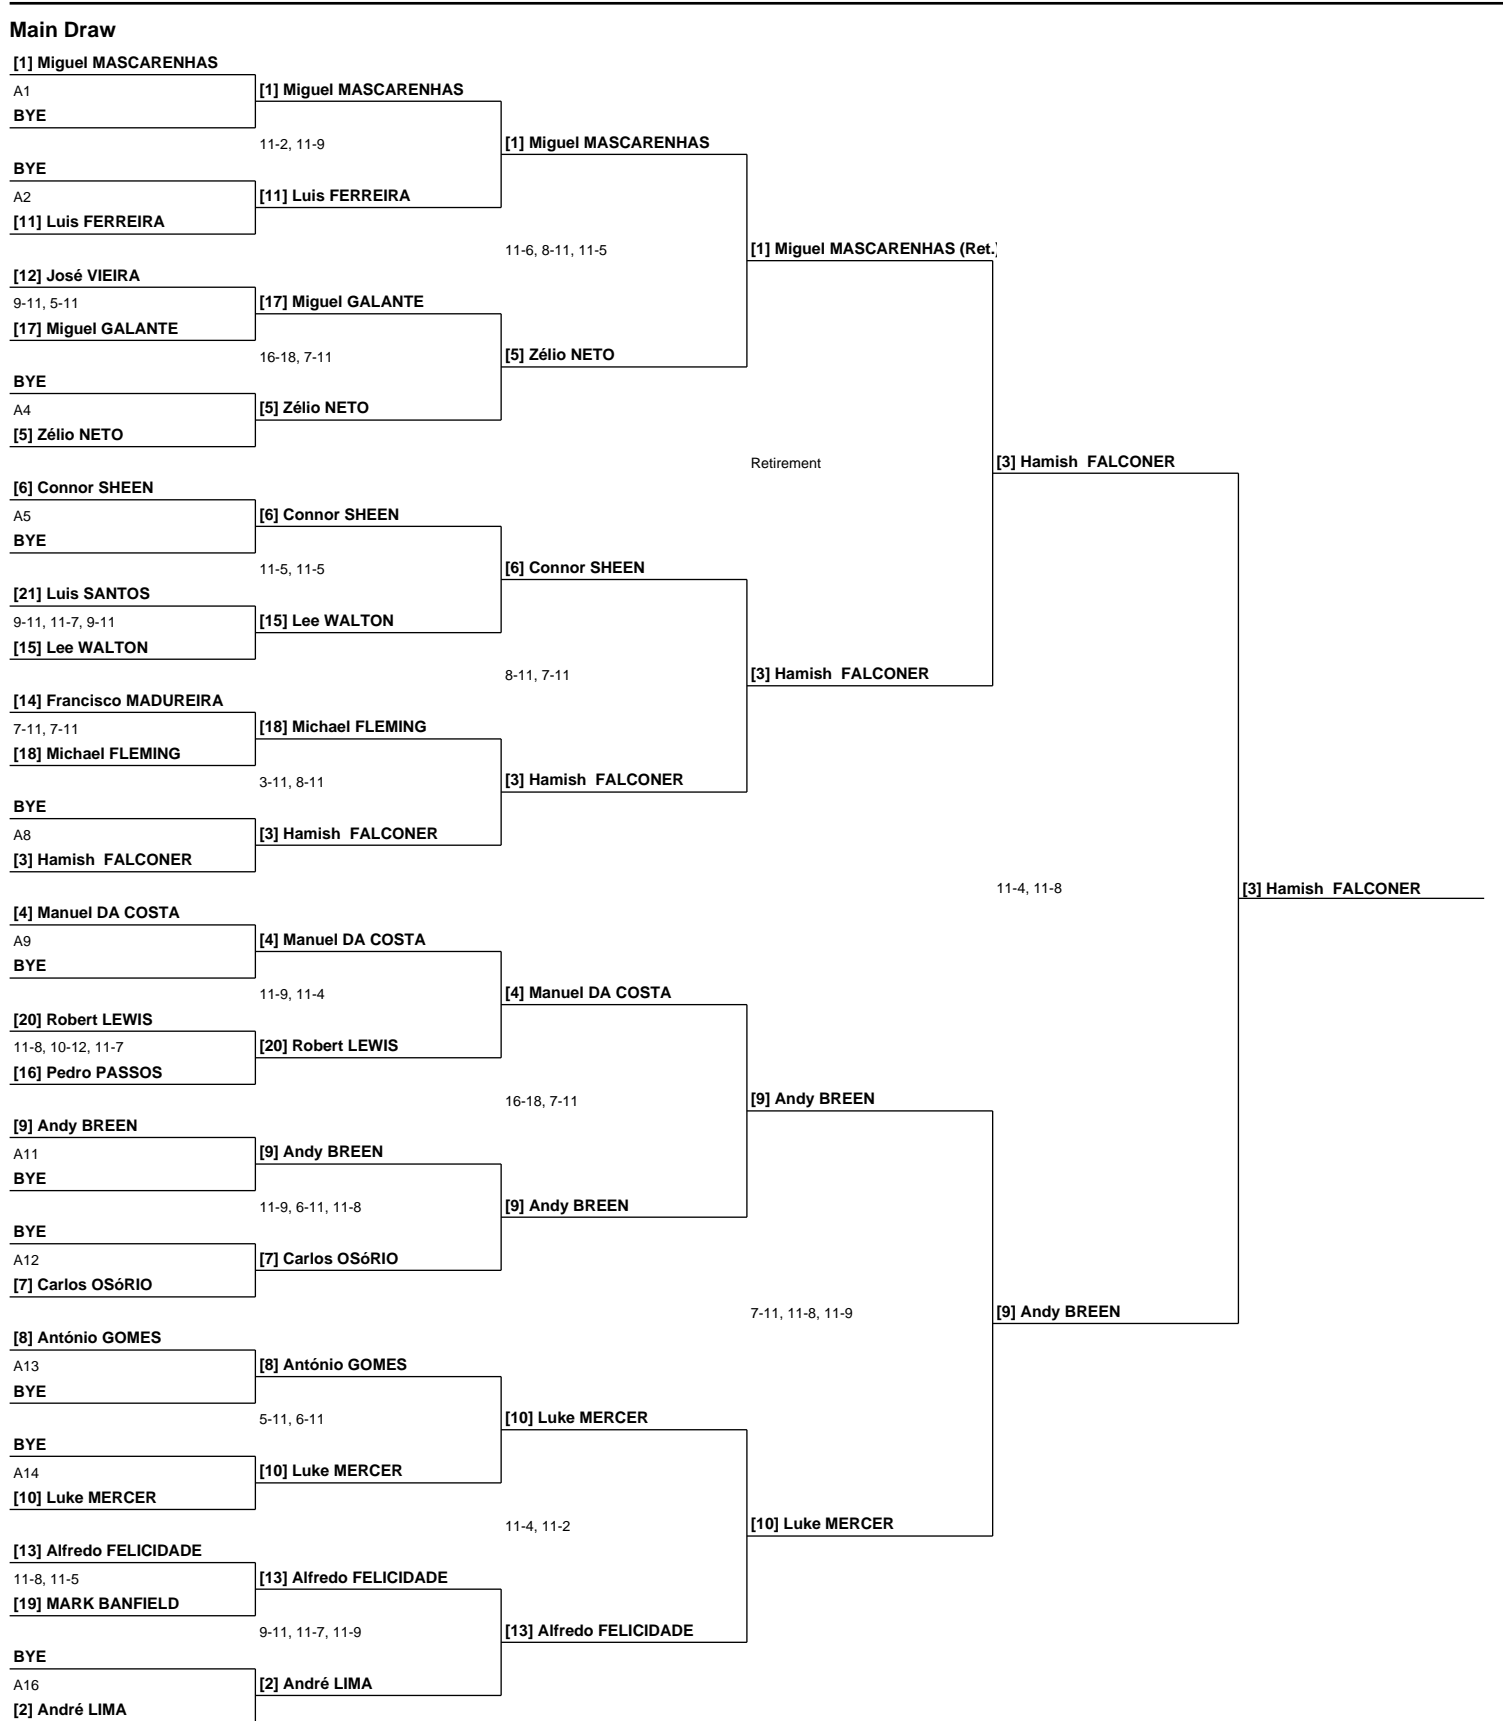 Main Draw
[1] Miguel MASCARENHAS
A1
[1] Miguel MASCARENHAS
BYE
11-2, 11-9
[1] Miguel MASCARENHAS
BYE
A2
[11] Luis FERREIRA
[11] Luis FERREIRA
11-6, 8-11, 11-5
[1] Miguel MASCARENHAS (Ret.)
[12] José VIEIRA
9-11, 5-11
[17] Miguel GALANTE
[17] Miguel GALANTE
16-18, 7-11
[5] Zélio NETO
BYE
A4
[5] Zélio NETO
[5] Zélio NETO
Retirement
[3] Hamish  FALCONER
[6] Connor SHEEN
A5
[6] Connor SHEEN
BYE
11-5, 11-5
[6] Connor SHEEN
[21] Luis SANTOS
9-11, 11-7, 9-11
[15] Lee WALTON
[15] Lee WALTON
8-11, 7-11
[3] Hamish  FALCONER
[14] Francisco MADUREIRA
7-11, 7-11
[18] Michael FLEMING
[18] Michael FLEMING
3-11, 8-11
[3] Hamish  FALCONER
BYE
A8
[3] Hamish  FALCONER
[3] Hamish  FALCONER
11-4, 11-8
[3] Hamish  FALCONER
[4] Manuel DA COSTA
A9
[4] Manuel DA COSTA
BYE
11-9, 11-4
[4] Manuel DA COSTA
[20] Robert LEWIS
11-8, 10-12, 11-7
[20] Robert LEWIS
[16] Pedro PASSOS
16-18, 7-11
[9] Andy BREEN
[9] Andy BREEN
A11
[9] Andy BREEN
BYE
11-9, 6-11, 11-8
[9] Andy BREEN
BYE
A12
[7] Carlos OSóRIO
[7] Carlos OSóRIO
7-11, 11-8, 11-9
[9] Andy BREEN
[8] António GOMES
A13
[8] António GOMES
BYE
5-11, 6-11
[10] Luke MERCER
BYE
A14
[10] Luke MERCER
[10] Luke MERCER
11-4, 11-2
[10] Luke MERCER
[13] Alfredo FELICIDADE
11-8, 11-5
[13] Alfredo FELICIDADE
[19] MARK BANFIELD
9-11, 11-7, 11-9
[13] Alfredo FELICIDADE
BYE
A16
[2] André LIMA
[2] André LIMA